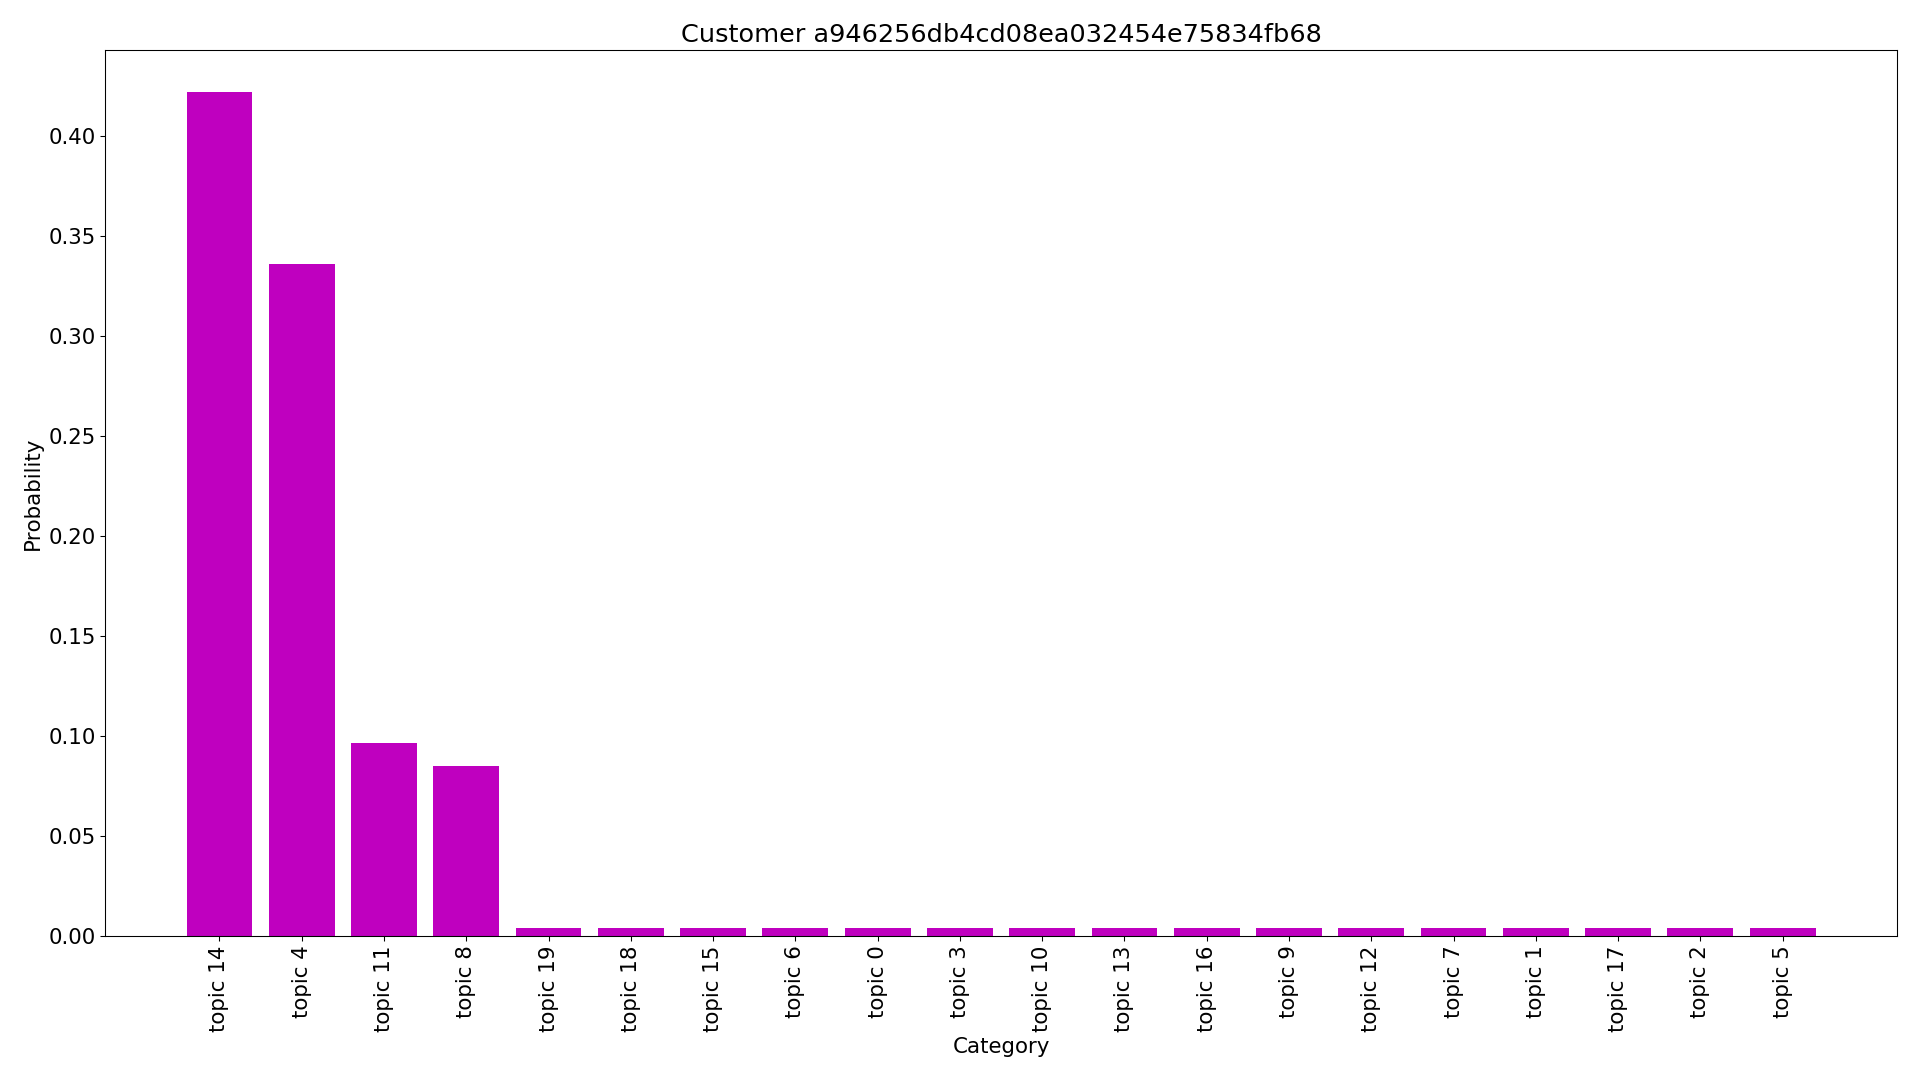 Customer a946256db4cd08ea032454e75834fb68
Probability
0.40
0.35
0.30
0.25
0.20
0.15
0.10
0.05
0.00
topic 14
topic 4
topic 11
topic 8
topic 19
topic 18
topic 15
topic 6
topic 0
topic 3
topic 10
topic 13
topic 16
topic 9
topic 12
topic 7
topic 1
topic 17
topic 2
topic 5
Category